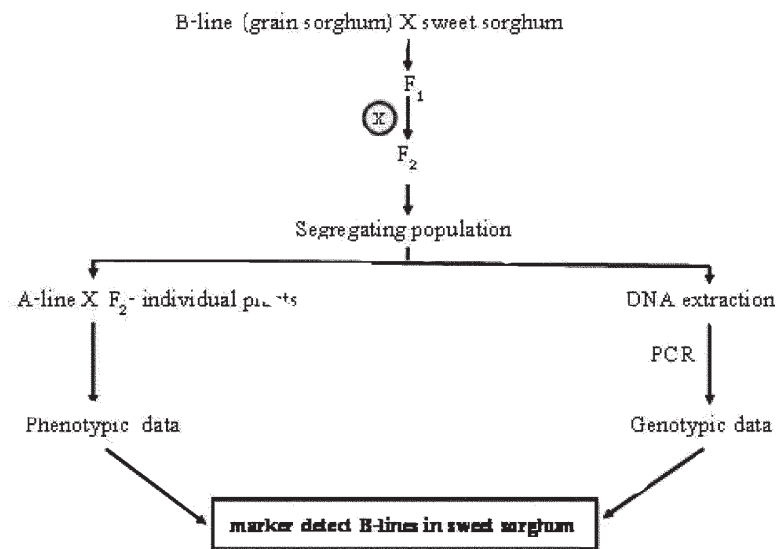 B-line (grain sorghum) X sweet sorghum
F1
X
F2
Segregating population
A-line X F2- individual
DNA extraction
PCR
Phenotypic data
Genotypic data
marker detect B-lines in sweet sorghum